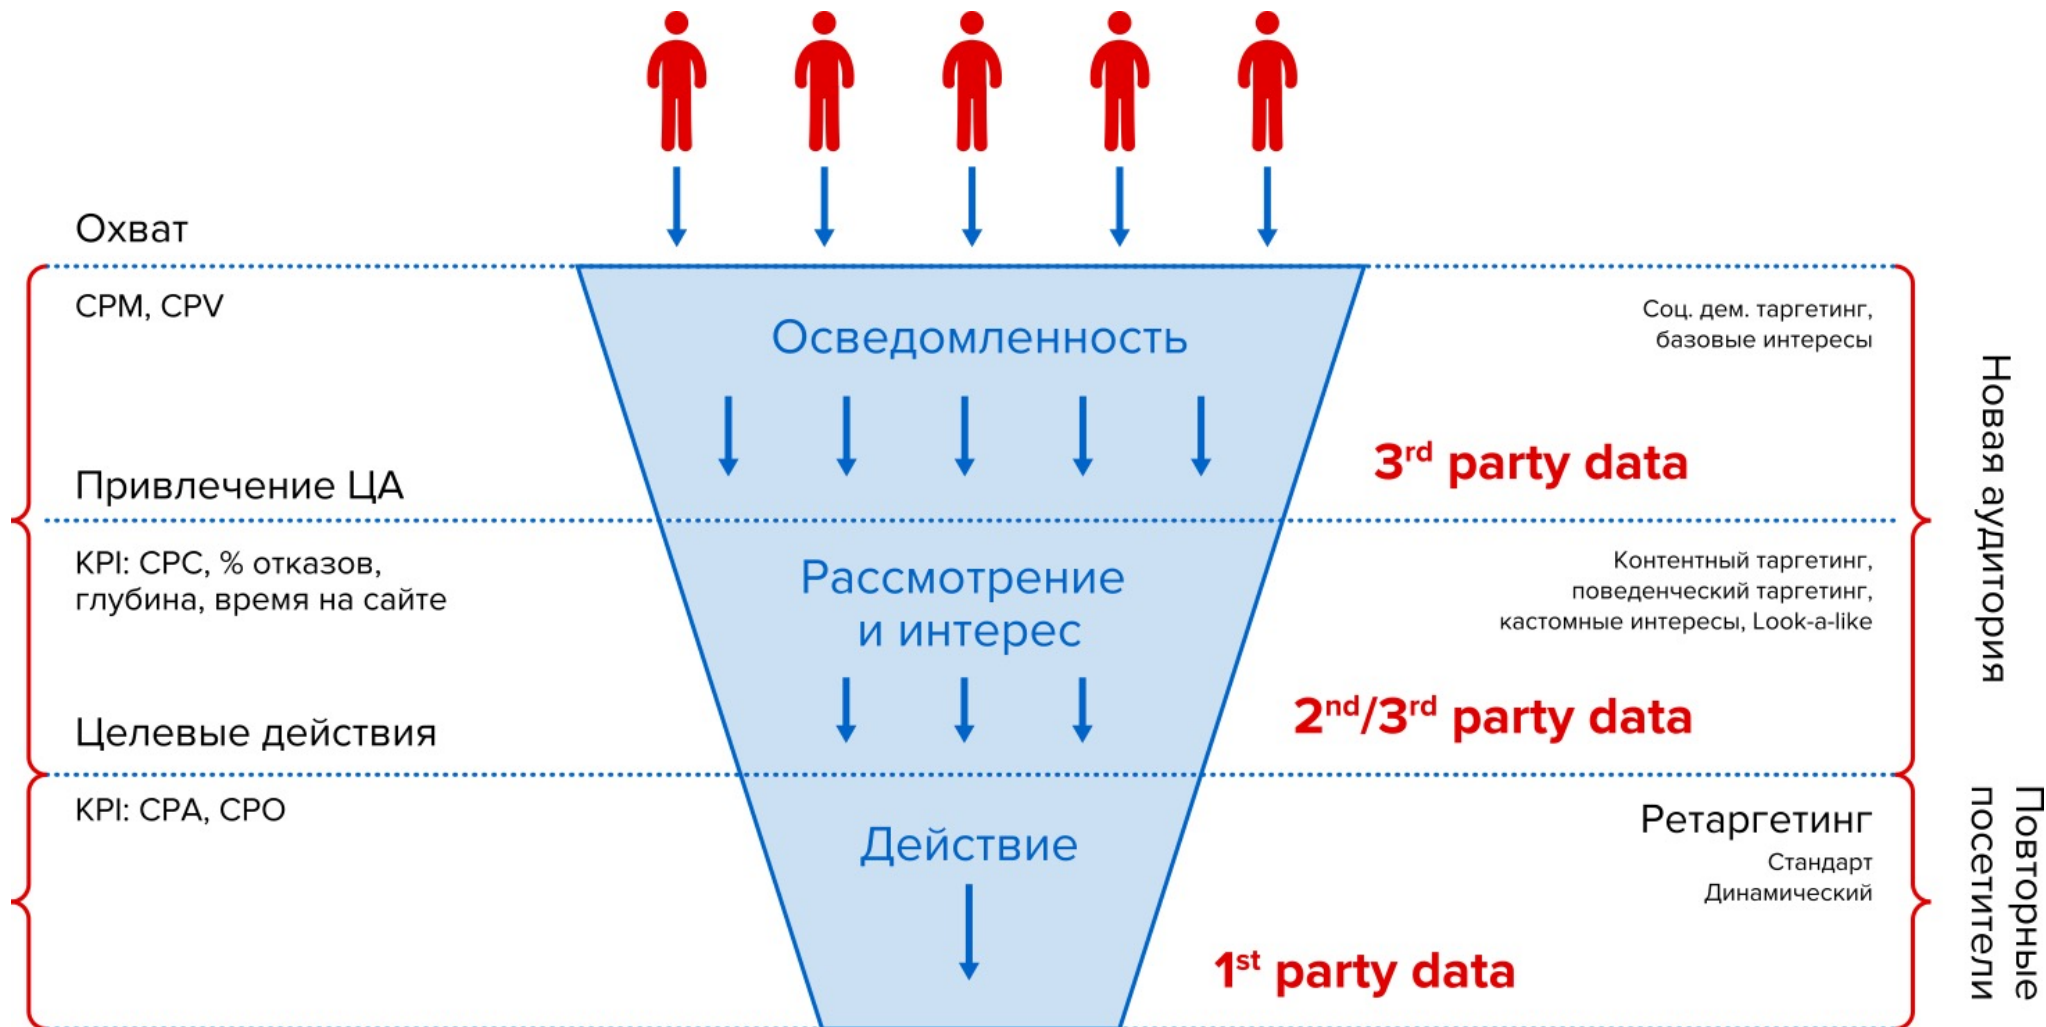 Охват
CPM, CPV
Осведомленность
Соц. дем. таргетинг,
базовые интересы
3rd party data
Привлечение ЦА
KPI: CPC, % отказов,
глубина, время на сайте
Рассмотрение
и интерес
Контентный таргетинг,
поведенческий таргетинг,
кастомные интересы, Look-a-like
2nd/3rd party data
Целевые действия
Новая аудитория
KPI: CPA, CPO
Действие
Ретаргетинг
Стандарт
Динамический
1st party data
Повторные
посетители